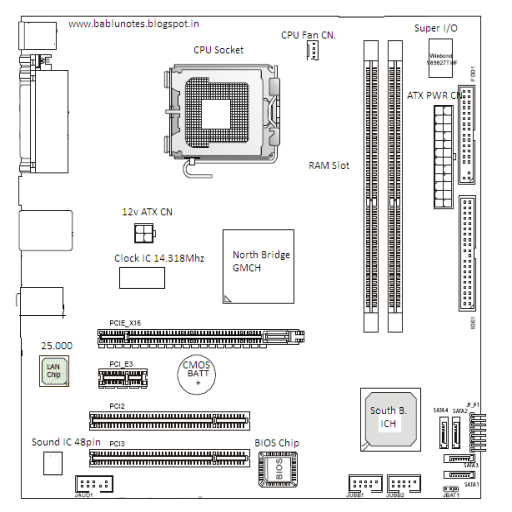 www.bablunotes.blogspot.in
Super I/O
CPU Fan CN.
CPU Socket
Winbond
W83627THF
FDD1
ATX PWR CN.
RAM Slot
12v ATX CN
Clock IC 14.318Mhz
North Bridge
GMCH
IDE1
PCIE_X16
25.000
LAN
Chip
PCI_E3
CMOS
BATT
+
PCI2
South B.
ICH
SATA4
SATA2
JF_P1
Sound IC 48pin
PCI3
BIOS Chip
BIOS
SATA3
SATA1
JAUD1
JUSB1
JUSB2
JBAT1